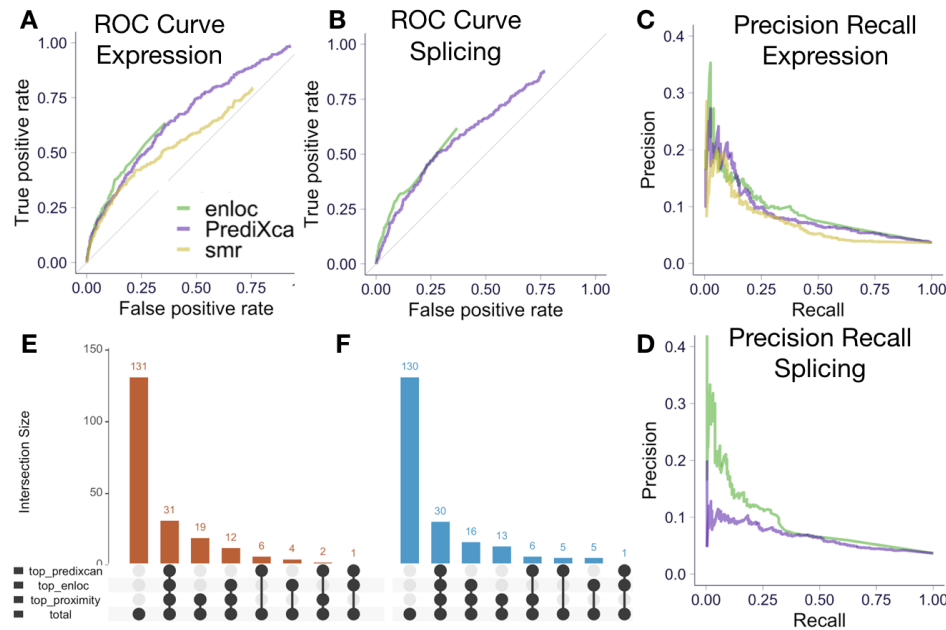 A
ROC Curve
Expression
1.00
0.75
0.50
0.25
0.00
True positive rate
enloc
PrediXca
smr
0.00 0.25 0.50 0.75 1
False positive rate
B
ROC Curve
Splicing
1.00
0.75
0.50
0.25
0.00
True positive rate
0.00 0.25 0.50 0.75 1.00
False positive rate
C
Precision Recall
Expression
0.4
0.3
0.2
0.1
0.0
Precision
0.00 0.25 0.50 0.75 1.00
Recall
E
150
100
50
0
Intersection Size
131 31 19 12 6 4 2 1
top_predixcan
top_enloc
top_proximity
total
F
130 30 16 13 6 5 5 1
D
Precision Recall
Splicing
0.4
0.3
0.2
0.1
0.0
Precision
0.00 0.25 0.50 0.75 1.00
Recall